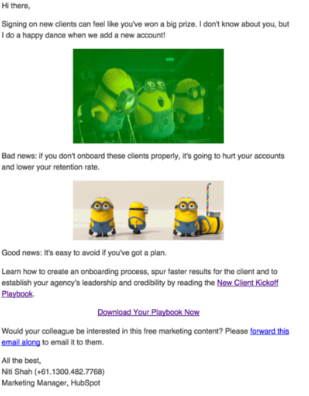 Hi there,
Signing on new clients can feel like you've won a big prize. I don't know about you, but
I do a happy dance when we add a new account!
Bad news: if you don't onboard these clients properly, it's going to hurt your accounts
and lower your retention rate.
Good news: It's easy to avoid if you've got a plan.
Learn how to create an onboarding process, spur faster results for the client and to
establish your agency's leadership and credibility by reading the New Client Kickoff
Playbook.
Download Your Playbook Now
Would your colleague be interested in this free marketing content? Please forward this
email along to email it to them.
All the best,
Niti Shah (+61.1300.482.7768)
Marketing Manager, HubSpot